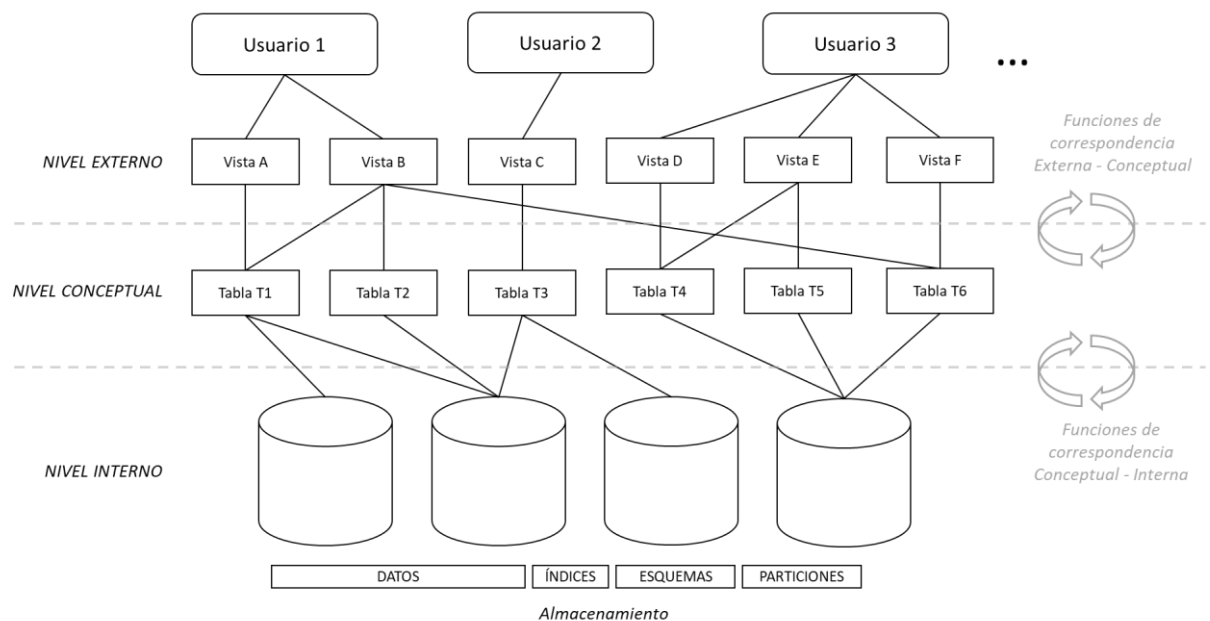 Usuario 1
Usuario 2
Usuario 3
...
NIVEL EXTERNO
Vista A
Vista B
Vista C
Vista D
Vista E
Vista F
Funciones de
correspondencia
Externa - Conceptual
NIVEL CONCEPTUAL
Tabla T1
Tabla T2
Tabla T3
Tabla T4
Tabla T5
Tabla T6
NIVEL INTERNO
Funciones de
correspondencia
Conceptual - Interna
DATOS
ÍNDICES
ESQUEMAS
PARTICIONES
Almacenamiento